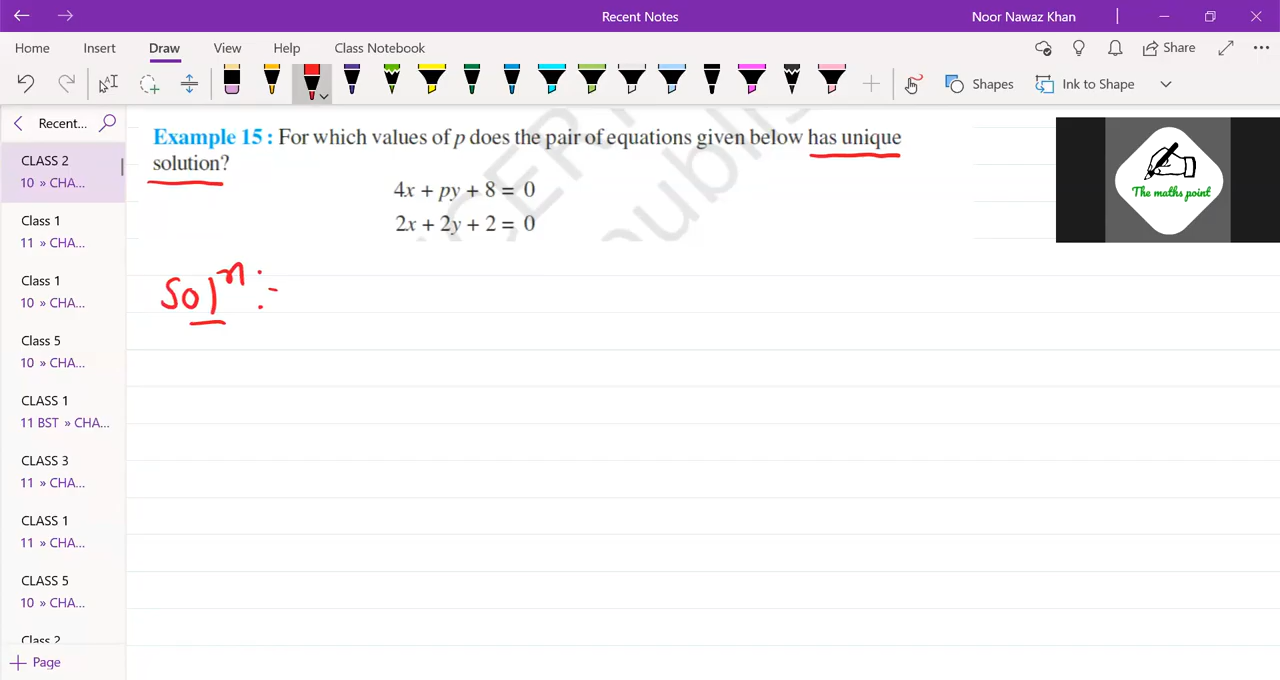 Recent Notes
Noor Nawaz Khan
Home Insert Draw View Help Class Notebook
Share
Shapes
Ink to Shape
Recent...
CLASS 2
10 » CHA...
Class 1
11 » CHA...
Class 1
10 » CHA...
Class 5
10 » CHA...
CLASS 1
11 BST » CHA...
CLASS 3
11 » CHA...
CLASS 1
11 » CHA...
CLASS 5
10 » CHA...
Class 2
Page
Example 15 : For which values of p does the pair of equations given below has unique
solution?
4x + py + 8 = 0
2x + 2y + 2 = 0
Solⁿ :-
The maths point